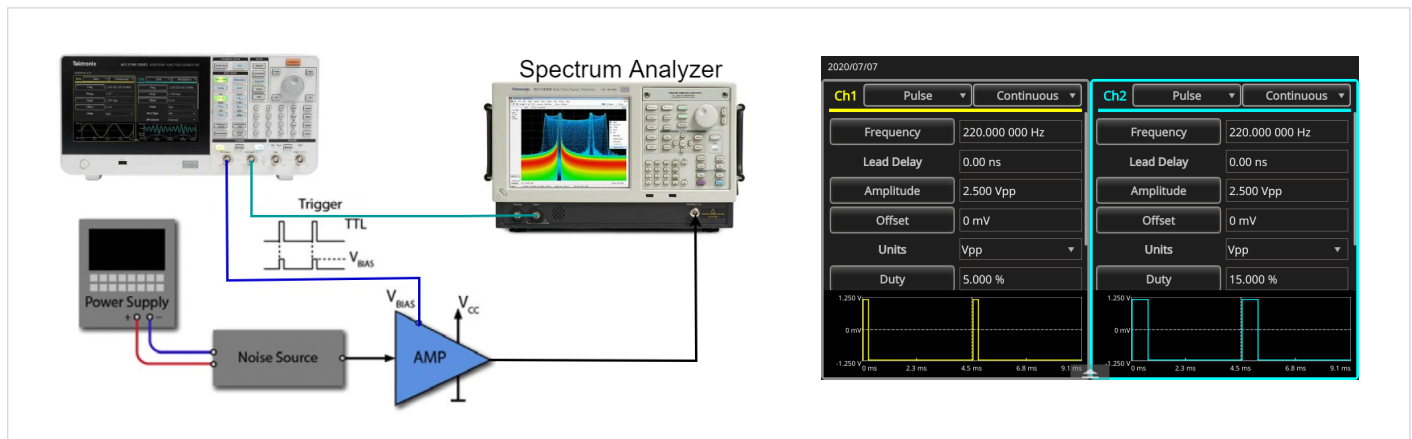 Spectrum Analyzer
Tektronix
Tektronix
Trigger
TTL
V BIAS
Power Supply
+ −
Noise Source
V BIAS
V CC
AMP
2020/07/07
Ch1 Pulse Continuous
Frequency 220.000 000 Hz
Lead Delay 0.00 ns
Amplitude 2.500 Vpp
Offset 0 mV
Units Vpp
Duty 5.000 %
1.250 V
0 mV
-1.250 V
0 ms 2.3 ms 4.5 ms 6.8 ms 9.1 ms
Ch2 Pulse Continuous
Frequency 220.000 000 Hz
Lead Delay 0.00 ns
Amplitude 2.500 Vpp
Offset 0 mV
Units Vpp
Duty 15.000 %
1.250 V
0 mV
-1.250 V
0 ms 2.3 ms 4.5 ms 6.8 ms 9.1 ms